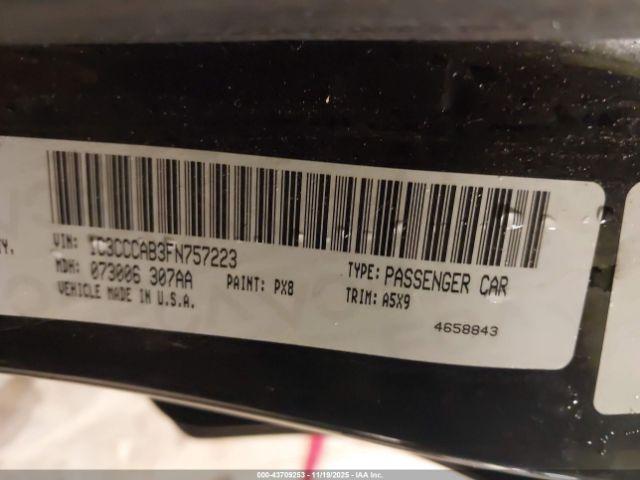 VIN: 1C3CCCAB3FN757223
MDH: 073006 307AA
PAINT: PX8
TYPE: PASSENGER CAR
VEHICLE MADE IN U.S.A.
TRIM: A5X9
4658843
000-43709253 - 11/19/2025 - IAA Inc.